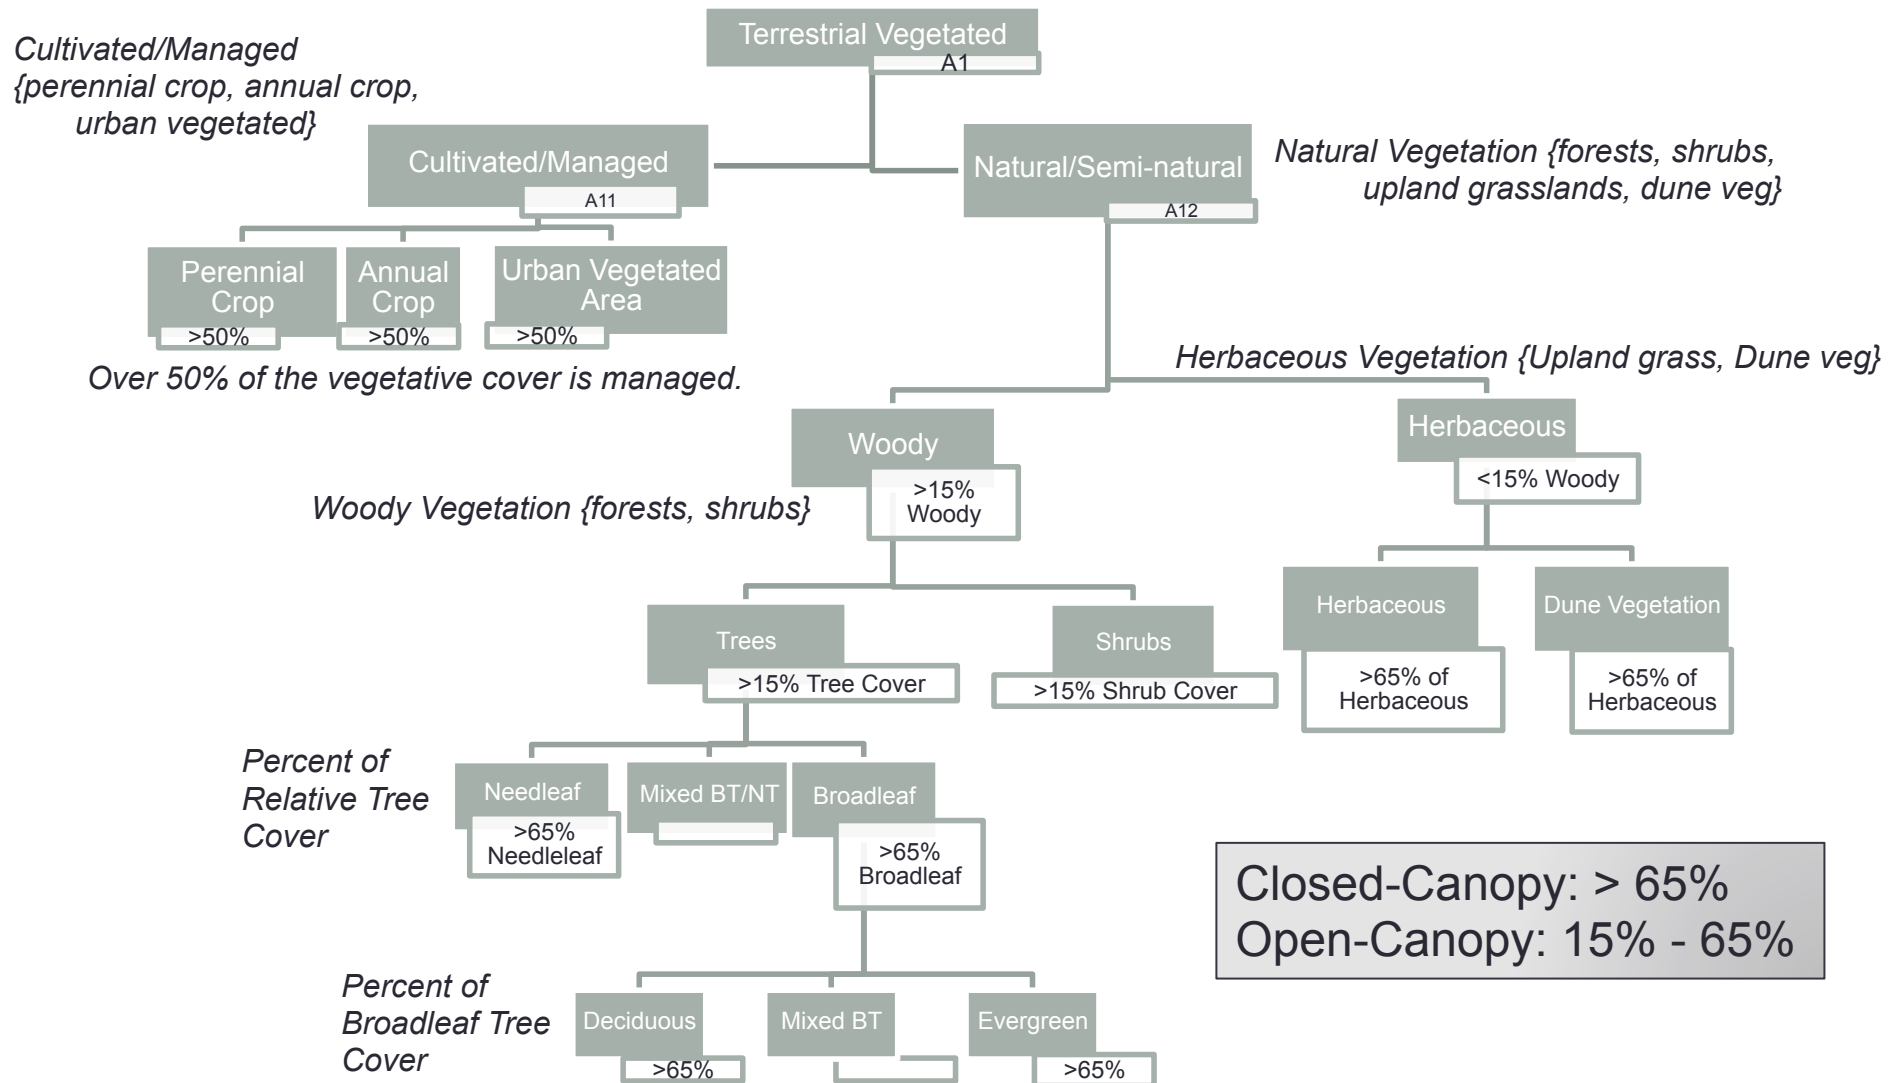 Terrestrial Vegetated
A1
Cultivated/Managed
{perennial crop, annual crop,
urban vegetated}
Cultivated/Managed
A11
Natural/Semi-natural
A12
Natural Vegetation {forests, shrubs,
upland grasslands, dune veg}
Perennial
Crop
>50%
Annual
Crop
>50%
Urban Vegetated
Area
>50%
Over 50% of the vegetative cover is managed.
Herbaceous Vegetation {Upland grass, Dune veg}
Woody
>15%
Woody
Herbaceous
<15% Woody
Woody Vegetation {forests, shrubs}
Trees
>15% Tree Cover
Shrubs
>15% Shrub Cover
Herbaceous
>65% of
Herbaceous
Dune Vegetation
>65% of
Herbaceous
Percent of
Relative Tree
Cover
Needleaf
>65%
Needleleaf
Mixed BT/NT
Broadleaf
>65%
Broadleaf
Closed-Canopy: > 65%
Open-Canopy: 15% - 65%
Percent of
Broadleaf Tree
Cover
Deciduous
>65%
Mixed BT
Evergreen
>65%